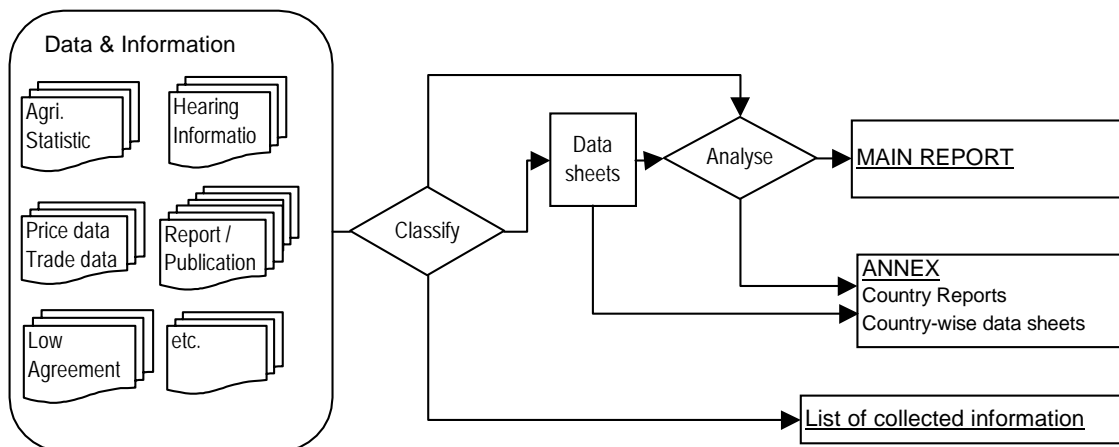 Data & Information
Agri.
Statistic
Hearing
Informatio
Price data
Trade data
Report /
Publication
Low
Agreement
etc.
Classify
Data
sheets
Analyse
MAIN REPORT
ANNEX
Country Reports
Country-wise data sheets
List of collected information